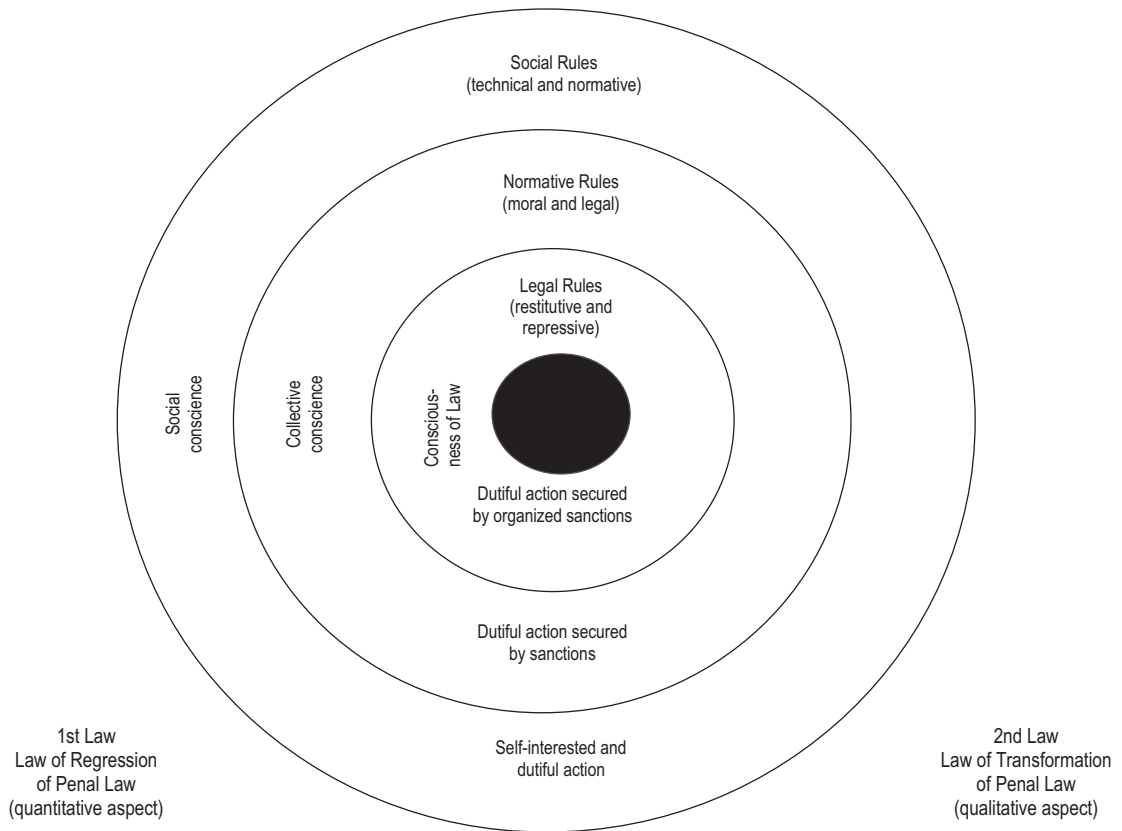 Social Rules
(technical and normative)
Normative Rules
(moral and legal)
Legal Rules
(restitutive and
repressive)
Social
conscience
Collective
conscience
Conscious-
ness of Law
Dutiful action secured
by organized sanctions
Dutiful action secured
by sanctions
Self-interested and
dutiful action
1st Law
Law of Regression
of Penal Law
(quantitative aspect)
2nd Law
Law of Transformation
of Penal Law
(qualitative aspect)